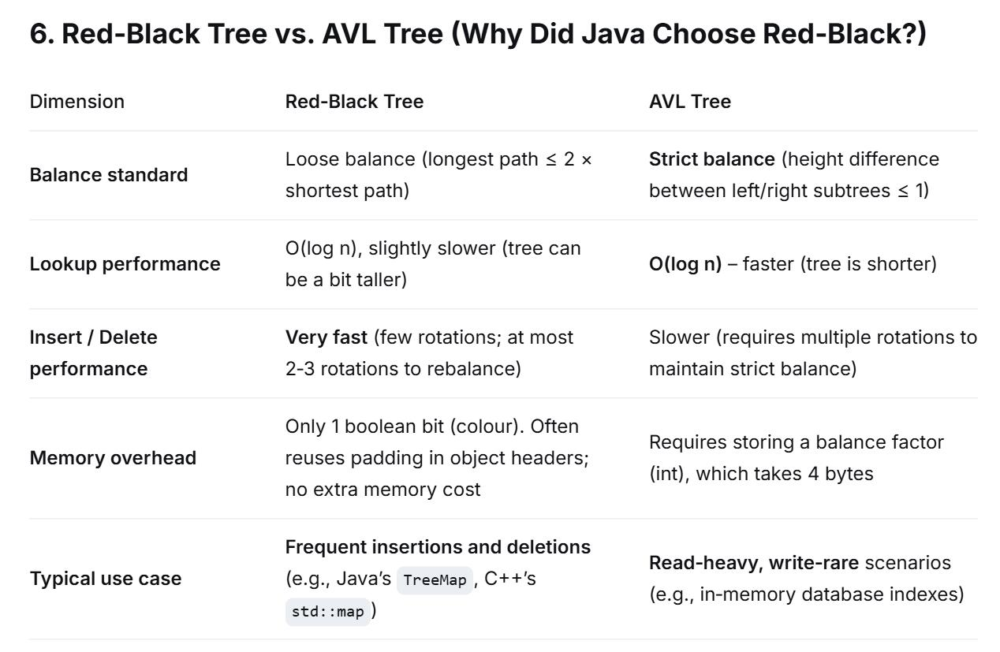 6. Red-Black Tree vs. AVL Tree (Why Did Java Choose Red-Black?)
Dimension
Red-Black Tree
AVL Tree
Balance standard
Loose balance (longest path ≤ 2 ×
shortest path)
Strict balance (height difference
between left/right subtrees ≤ 1)
Lookup performance
O(log n), slightly slower (tree can
be a bit taller)
O(log n) – faster (tree is shorter)
Insert / Delete
performance
Very fast (few rotations; at most
2-3 rotations to rebalance)
Slower (requires multiple rotations to
maintain strict balance)
Memory overhead
Only 1 boolean bit (colour). Often
reuses padding in object headers;
no extra memory cost
Requires storing a balance factor
(int), which takes 4 bytes
Typical use case
Frequent insertions and deletions
(e.g., Java’s TreeMap, C++’s
std::map)
Read-heavy, write-rare scenarios
(e.g., in-memory database indexes)